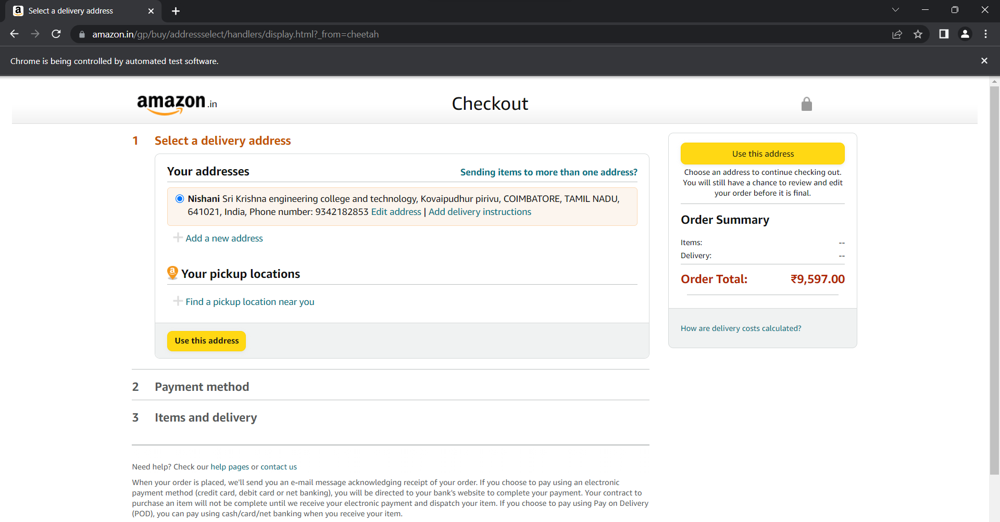 Select a delivery address
amazon.in/gp/buy/addressselect/handlers/display.html?_from=cheetah
Chrome is being controlled by automated test software.
amazon.in
Checkout
1 Select a delivery address
Your addresses
Sending items to more than one address?
Nishani Sri Krishna engineering college and technology, Kovaipudhur pirivu, COIMBATORE, TAMIL NADU,
641021, India, Phone number: 9342182853 Edit address | Add delivery instructions
Add a new address
Your pickup locations
Find a pickup location near you
Use this address
2 Payment method
3 Items and delivery
Need help? Check our help pages or contact us
When your order is placed, we'll send you an e-mail message acknowledging receipt of your order. If you choose to pay using an electronic
payment method (credit card, debit card or net banking), you will be directed to your bank's website to complete your payment. Your contract to
purchase an item will not be complete until we receive your electronic payment and dispatch your item. If you choose to pay using Pay on Delivery
(POD), you can pay using cash/card/net banking when you receive your item.
Use this address
Choose an address to continue checking out.
You will still have a chance to review and edit
your order before it is final.
Order Summary
Items: --
Delivery: --
Order Total: ₹9,597.00
How are delivery costs calculated?